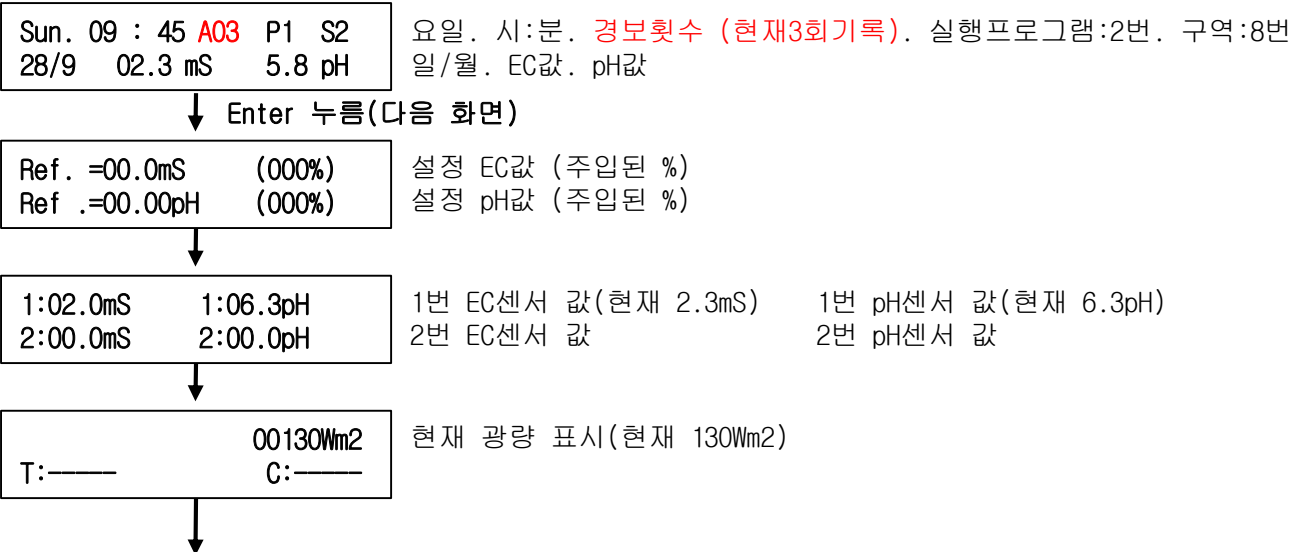 Sun. 09 : 45 A03 P1 S2
28/9 02.3 mS 5.8 pH
요일. 시:분. 경보횟수 (현재3회기록). 실행프로그램:2번. 구역:8번
일/월. EC값. pH값
Enter 누름(다음 화면)
Ref. =00.0mS (000%)
Ref .=00.00pH (000%)
설정 EC값 (주입된 %)
설정 pH값 (주입된 %)
1:02.0mS 1:06.3pH
2:00.0mS 2:00.0pH
1번 EC센서 값(현재 2.3mS) 1번 pH센서 값(현재 6.3pH)
2번 EC센서 값 2번 pH센서 값
00130Wm2
T:----- C:-----
현재 광량 표시(현재 130Wm2)